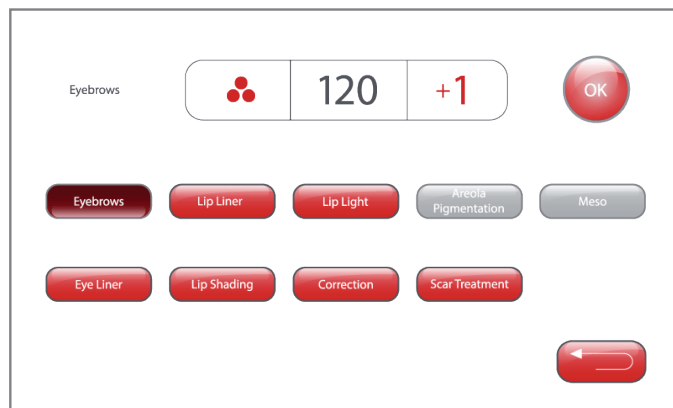 Eyebrows
120
+1
OK
Eyebrows
Lip Liner
Lip Light
Areola
Pigmentation
Meso
Eye Liner
Lip Shading
Correction
Scar Treatment